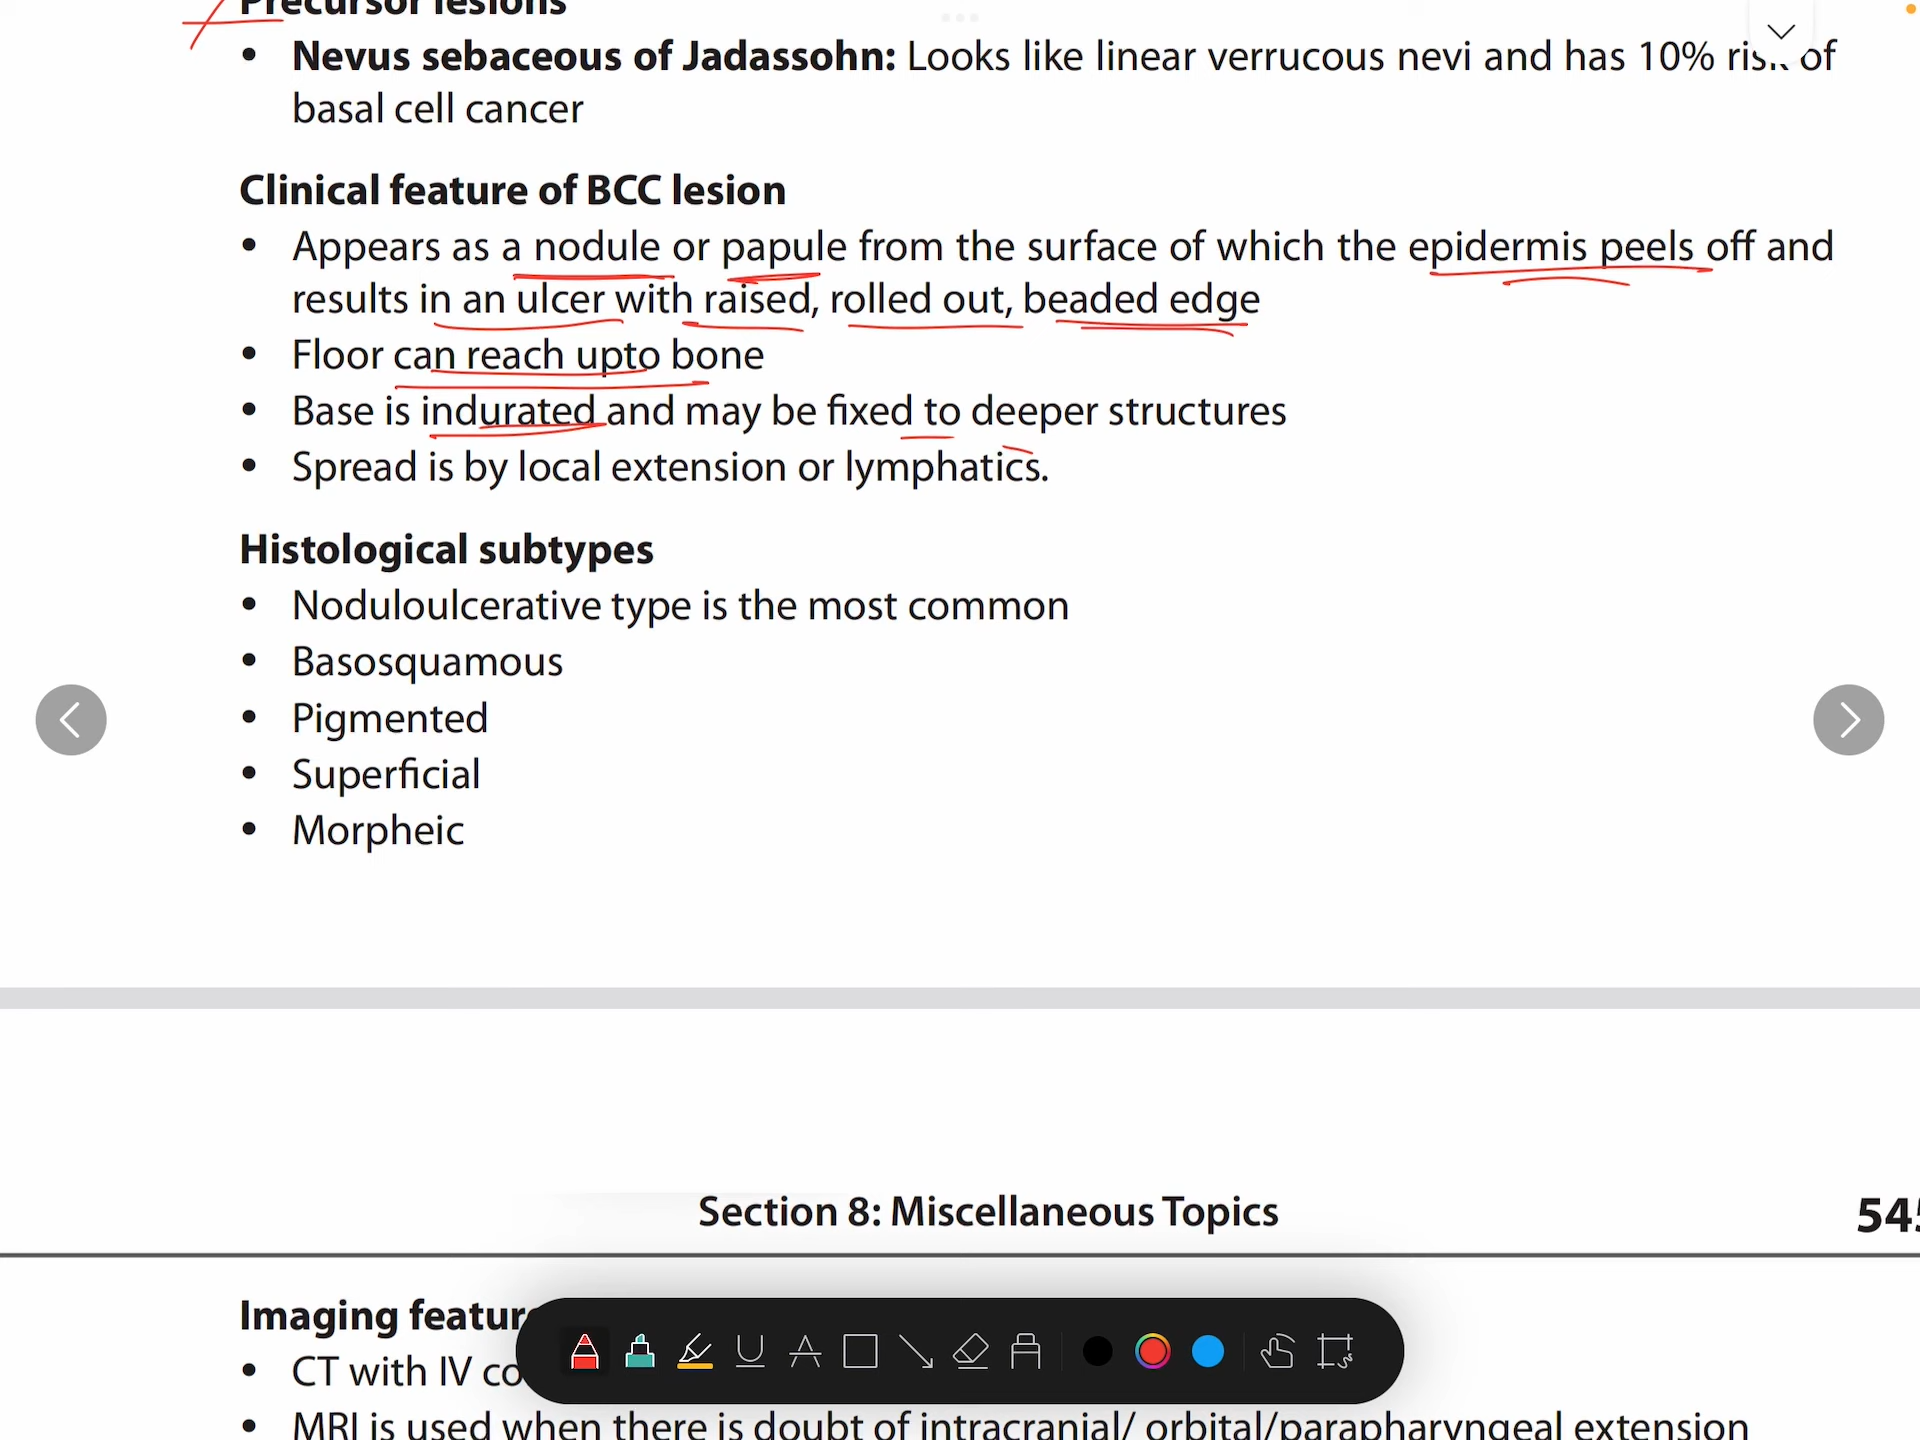 Precursor lesions
• Nevus sebaceous of Jadassohn: Looks like linear verrucous nevi and has 10% risk of
basal cell cancer
Clinical feature of BCC lesion
• Appears as a nodule or papule from the surface of which the epidermis peels off and
results in an ulcer with raised, rolled out, beaded edge
• Floor can reach upto bone
• Base is indurated and may be fixed to deeper structures
• Spread is by local extension or lymphatics.
Histological subtypes
• Noduloulcerative type is the most common
• Basosquamous
• Pigmented
• Superficial
• Morpheic
Section 8: Miscellaneous Topics
Imaging
• CT with IV
• MRI is used when there is doubt of intracranial/ orbital/parapharyngeal extension